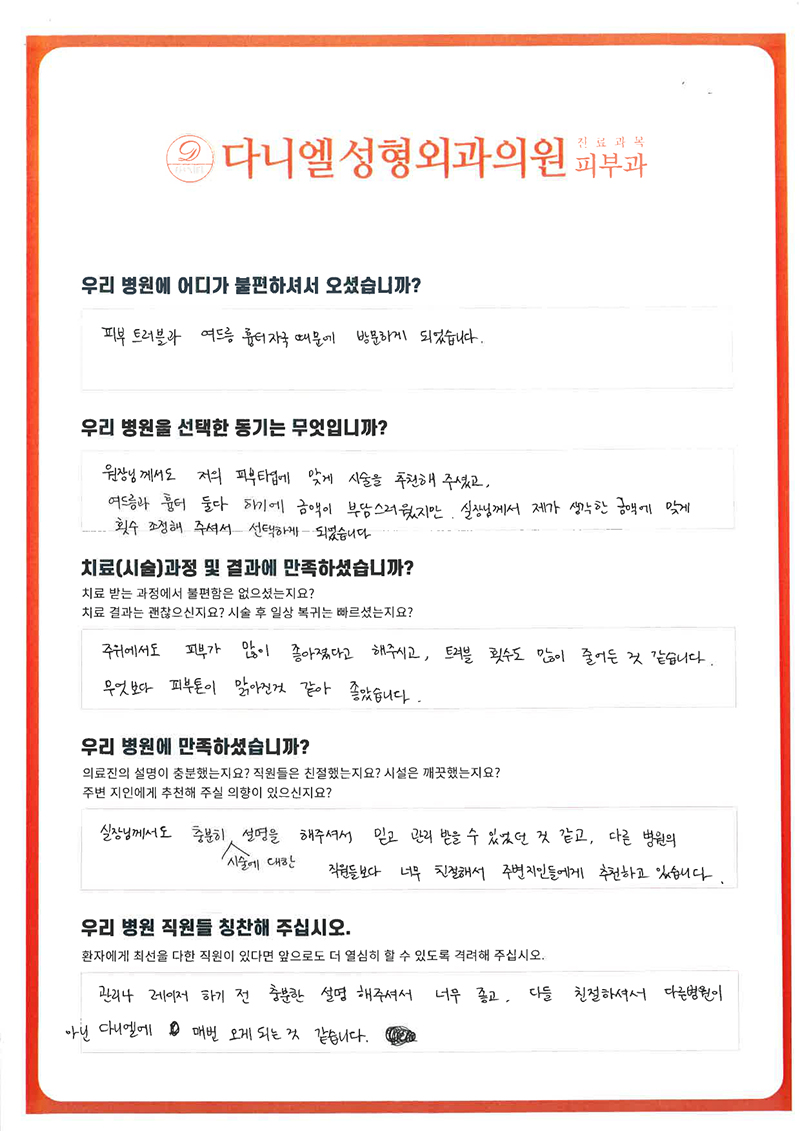 다니엘성형외과의원 진료과목 피부과
우리 병원에 어디가 불편하셔서 오셨습니까?
피부 트러블과 여드름 흉터자국 때문에 방문하게 되었습니다.
우리 병원을 선택한 동기는 무엇입니까?
원장님께서도 저의 피부타입에 맞게 시술을 추천해 주셨고,
여드름과 흉터 둘다 하기에 금액이 부담스러웠지만. 실장님께서 제가 생각한 금액에 맞게
횟수 조정해 주셔서 선택하게 되었습니다
치료(시술)과정 및 결과에 만족하셨습니까?
치료 받는 과정에서 불편함은 없으셨는지요?
치료 결과는 괜찮으신지요? 시술 후 일상 복귀는 빠르셨는지요?
주위에서도 피부가 많이 좋아졌다고 해주시고, 트러블 횟수도 많이 줄어든 것 같습니다.
무엇보다 피부톤이 맑아진것 같아 좋았습니다.
우리 병원에 만족하셨습니까?
의료진의 설명이 충분했는지요? 직원들은 친절했는지요? 시설은 깨끗했는지요?
주변 지인에게 추천해 주실 의향이 있으신지요?
실장님께서도 충분히 설명을 해주셔서 믿고 관리 받을 수 있었던 것 같고, 다른 병원의
시술에 대한 직원들보다 너무 친절해서 주변지인들에게 추천하고 있습니다.
우리 병원 직원들 칭찬해 주십시오.
환자에게 최선을 다한 직원이 있다면 앞으로도 더 열심히 할 수 있도록 격려해 주십시오.
관리나 레이저 하기 전 충분한 설명 해주셔서 너무 좋고, 다들 친절하셔서 다른병원이
아닌 다니엘에 매번 오게 되는 것 같습니다.